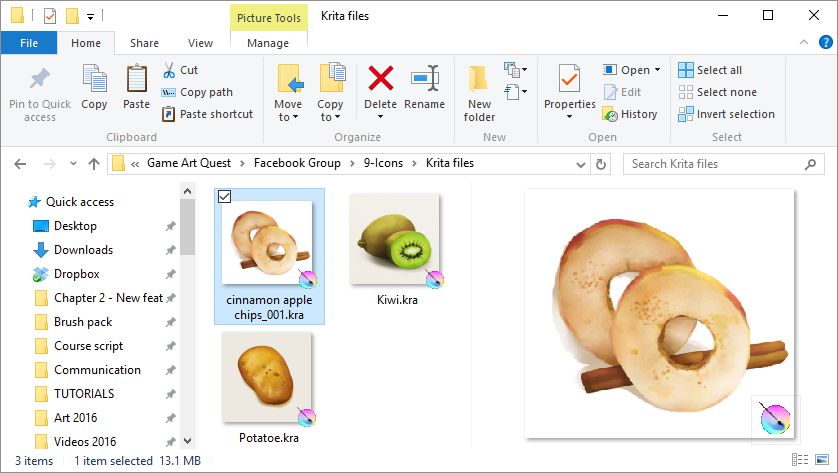 Picture Tools
Krita files
File
Home
Share
View
Manage
Pin to Quick
access
Copy
Paste
Cut
Copy path
Paste shortcut
Clipboard
Move
to
Copy
to
Delete
Rename
Organize
New
folder
New
Properties
Open
Edit
History
Open
Select all
Select none
Invert selection
Select
« Game Art Quest > Facebook Group > 9-Icons > Krita files
Search Krita files
Quick access
Desktop
Downloads
Dropbox
Chapter 2 - New feat
Brush pack
Course script
Communication
TUTORIALS
Art 2016
Videos 2016
cinnamon apple
chips_001.kra
Kiwi.kra
Potatoe.kra
3 items
1 item selected 13.1 MB